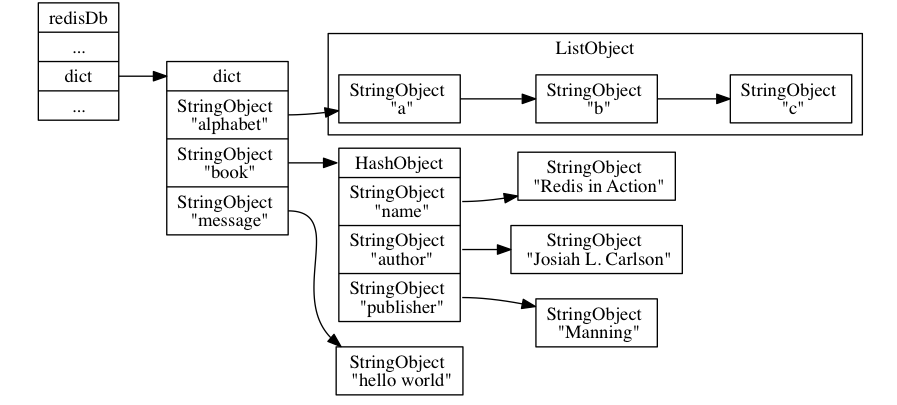 redisDb
...
dict
...
dict
StringObject
"alphabet"
StringObject
"book"
StringObject
"message"
ListObject
StringObject
"a"
StringObject
"b"
StringObject
"c"
HashObject
StringObject
"name"
StringObject
"author"
StringObject
"publisher"
StringObject
"Redis in Action"
StringObject
"Josiah L. Carlson"
StringObject
"Manning"
StringObject
"hello world"